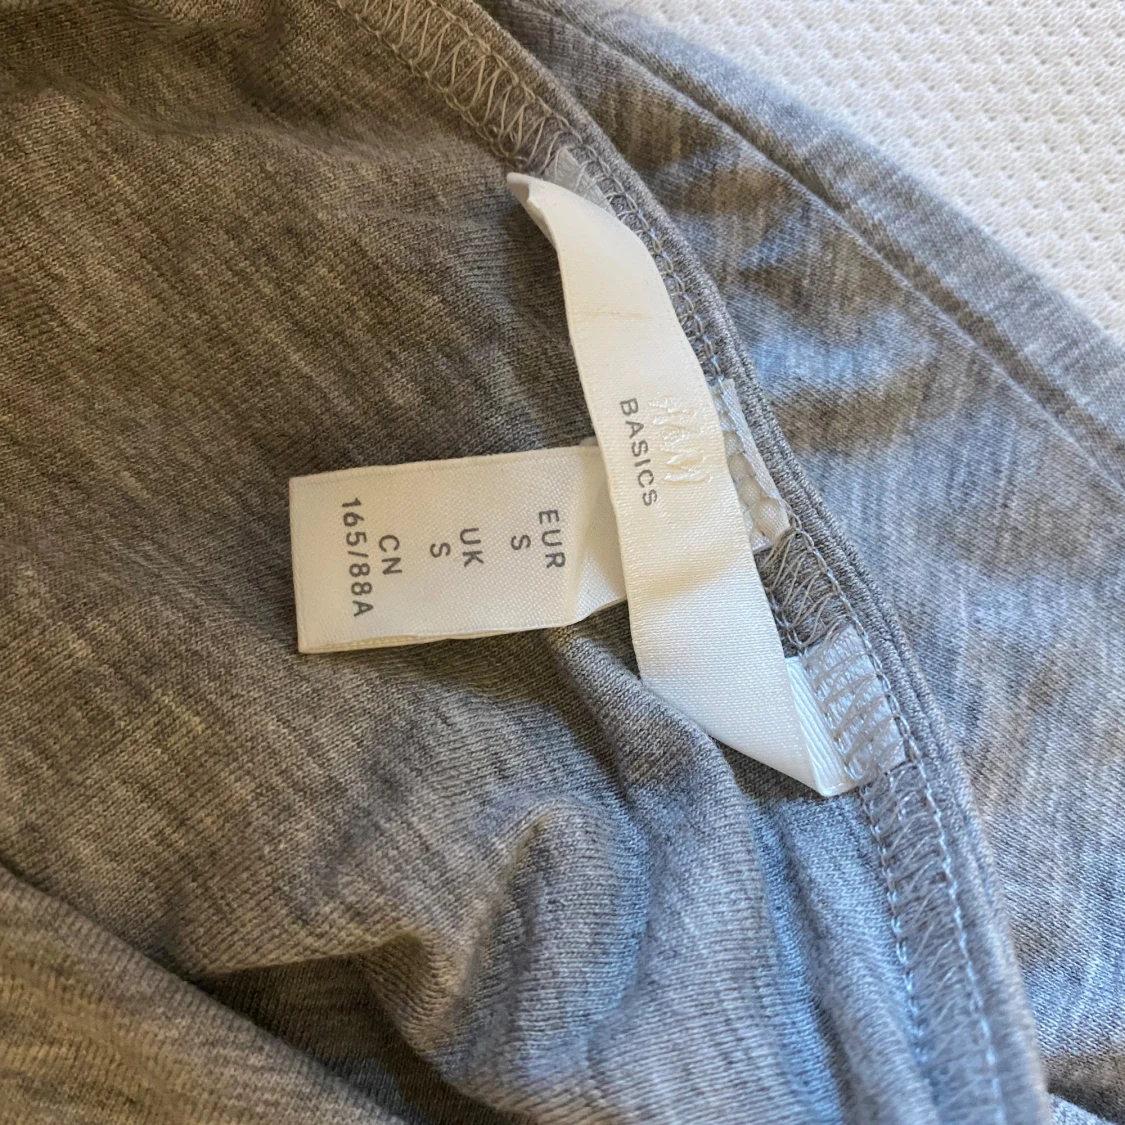 H&M
BASICS
EUR
S
UK
S
CN
165/88A